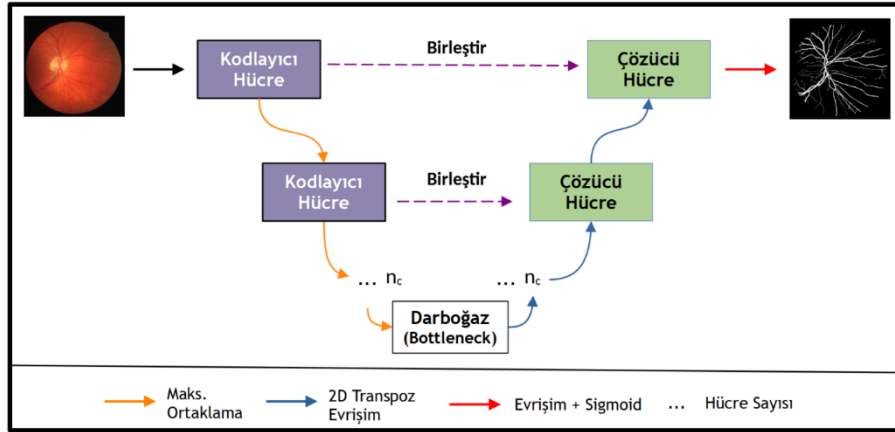 Kodlayıcı
Hücre
Birleştir
Çözücü
Hücre
Kodlayıcı
Hücre
Birleştir
Çözücü
Hücre
... nc
... nc
Darboğaz
(Bottleneck)
Maks.
Ortaklama
2D Transpoz
Evrişim
Evrişim + Sigmoid
... Hücre Sayısı